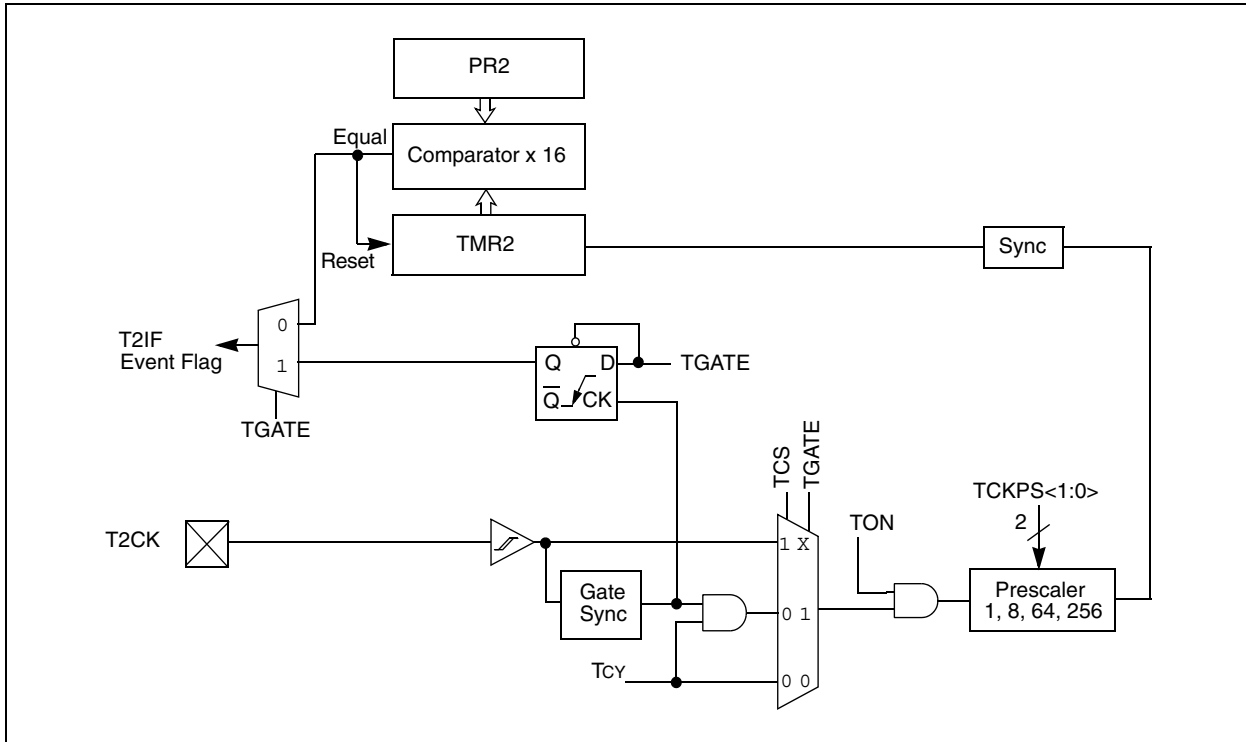 PR2
Equal
Comparator x 16
TMR2
Reset
Sync
0
1
T2IF
Event Flag
TGATE
Q
D
Q̅
CK
TGATE
TCS
TGATE
TCKPS<1:0>
2
TON
T2CK
1 X
Gate
Sync
0 1
Prescaler
1, 8, 64, 256
TCY
0 0